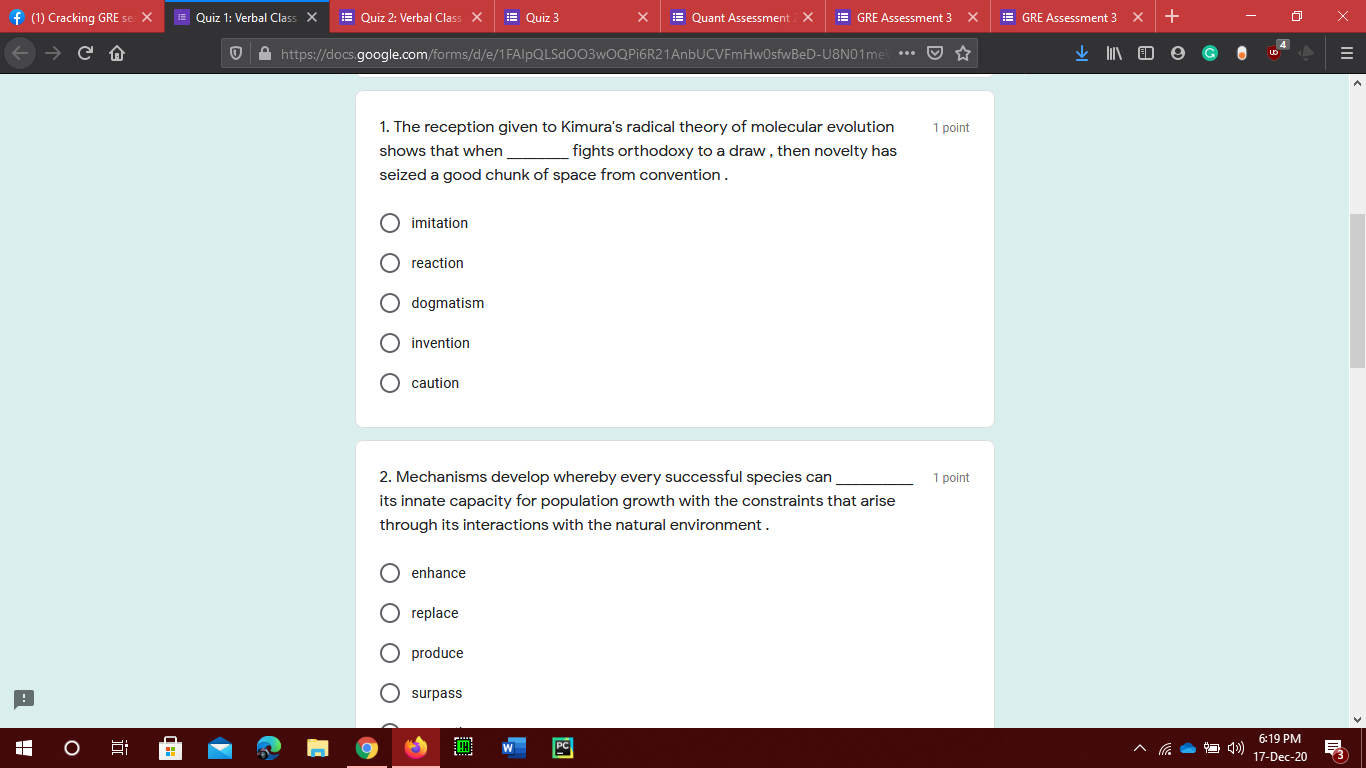 (1) Cracking GRE se
Quiz 1: Verbal Class
Quiz 2: Verbal Class
Quiz 3
Quant Assessment
GRE Assessment 3
GRE Assessment 3
https://docs.google.com/forms/d/e/1FAIpQLSdOO3wOQPi6R21AnbUCVFmHw0sfwBeD-U8N01me
4
1. The reception given to Kimura's radical theory of molecular evolution
1 point
shows that when ________ fights orthodoxy to a draw , then novelty has
seized a good chunk of space from convention .
imitation
reaction
dogmatism
invention
caution
2. Mechanisms develop whereby every successful species can __________
1 point
its innate capacity for population growth with the constraints that arise
through its interactions with the natural environment .
enhance
replace
produce
surpass
6:19 PM
17-Dec-20
3